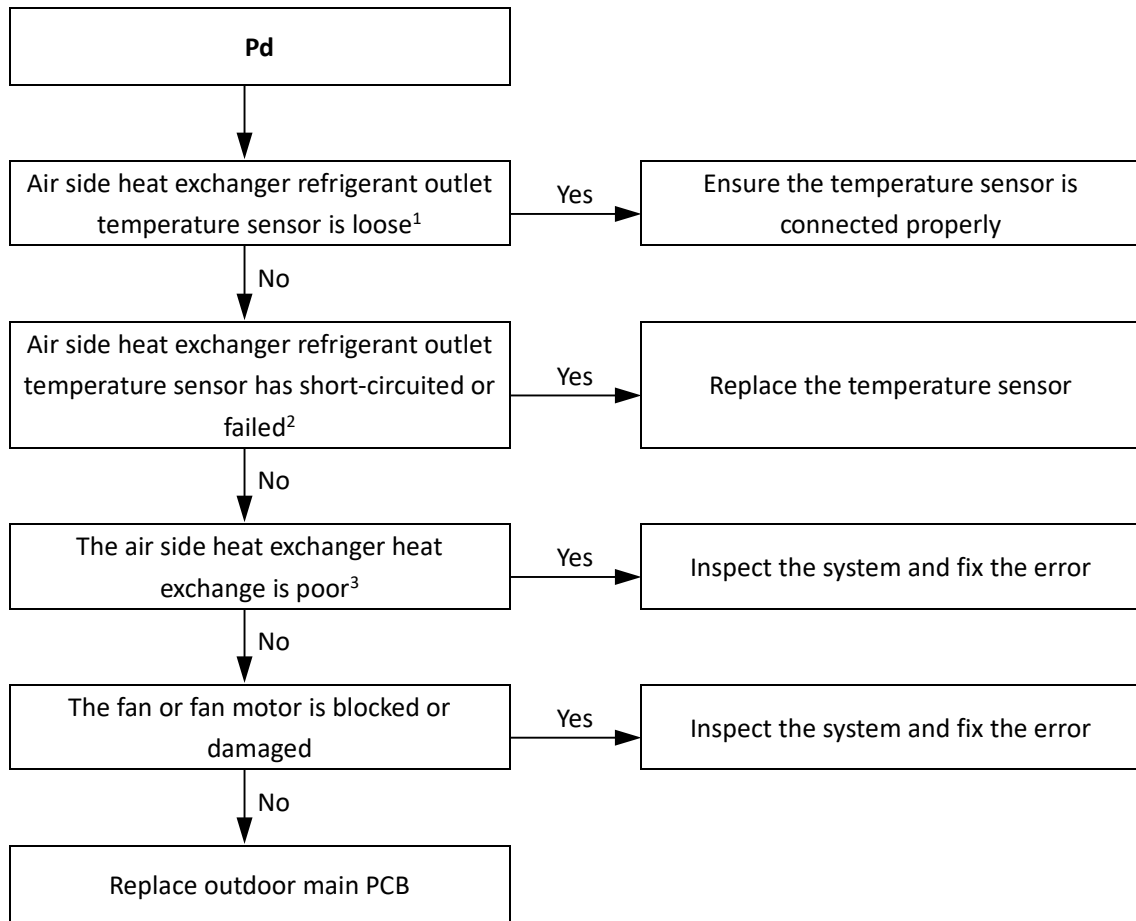 Pd
Air side heat exchanger refrigerant outlet
temperature sensor is loose¹
Yes
Ensure the temperature sensor is
connected properly
No
Air side heat exchanger refrigerant outlet
temperature sensor has short-circuited or
failed²
Yes
Replace the temperature sensor
No
The air side heat exchanger heat
exchange is poor³
Yes
Inspect the system and fix the error
No
The fan or fan motor is blocked or
damaged
Yes
Inspect the system and fix the error
No
Replace outdoor main PCB